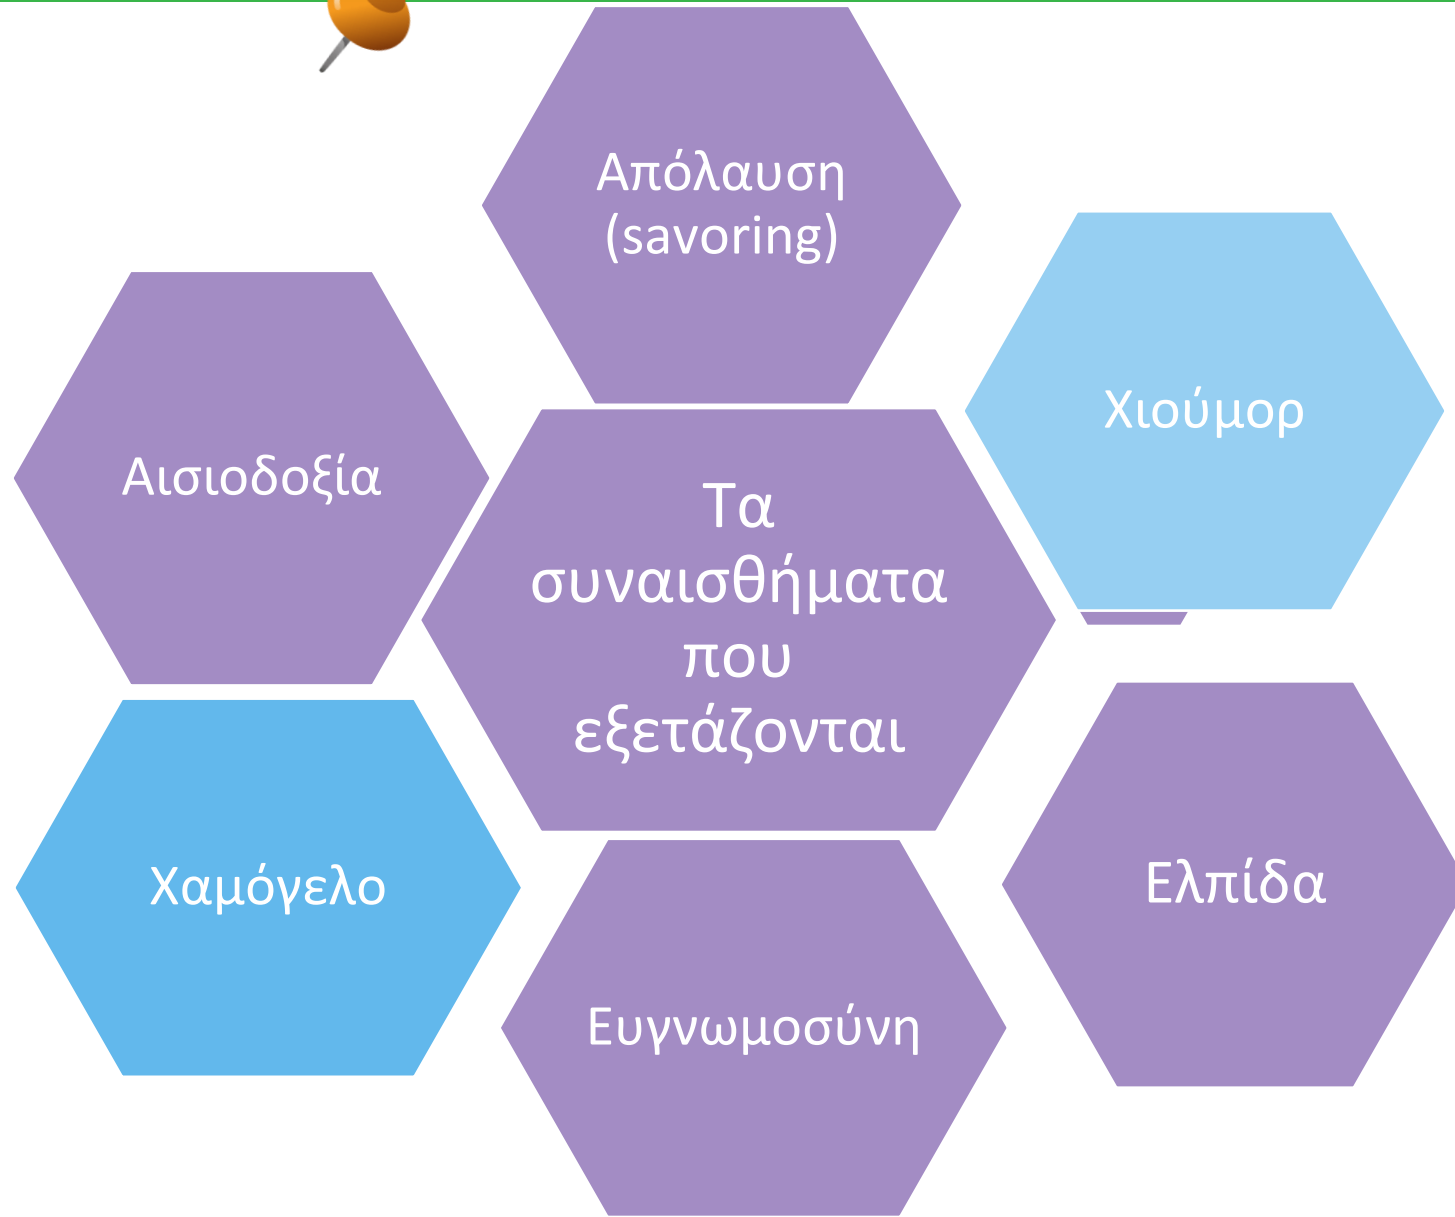 Απόλαυση
(savoring)
Χιούμορ
Αισιοδοξία
Τα
συναισθήματα
που
εξετάζονται
Χαμόγελο
Ελπίδα
Ευγνωμοσύνη